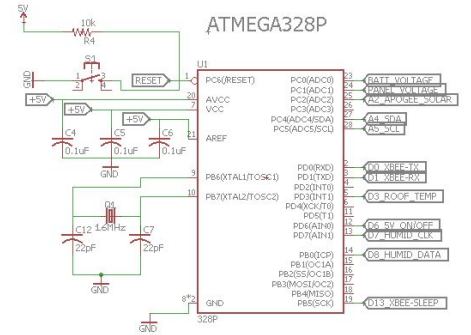 5V
ATMEGA328P
10k
R4
S1
U1
GND
RESET
1
PC6(/RESET)
PC0(ADC0)
23
BATT_VOLTAGE
PC1(ADC1)
24
PANEL_VOLTAGE
+5V
20
AVCC
PC2(ADC2)
25
A2_APOGEE_SOLAR
+5V
7
VCC
PC3(ADC3)
26
+5V
PC4(ADC4/SDA)
27
A4_SDA
21
AREF
PC5(ADC5/SCL)
28
A5_SCL
C4
C5
C6
0.1uF
0.1uF
0.1uF
GND
9
PB6(XTAL1/TOSC1)
PD0(RXD)
2
D0_XBEE-TX
PD1(TXD)
3
D1_XBEE-RX
PD2(INT0)
4
10
PB7(XTAL2/TOSC2)
PD3(INT1)
5
D3_ROOF_TEMP
PD4(XCK/T0)
6
Q1
16MHz
PD5(T1)
11
PD6(AIN0)
12
D6_5V_ON/OFF
C12
C7
PD7(AIN1)
13
D7_HUMID_CLK
22pF
22pF
PB0(ICP)
14
D8_HUMID_DATA
PB1(OC1A)
15
PB2(SS/OC1B)
16
PB3(MOSI/OC2)
17
GND
PB4(MISO)
18
8*2
GND
PB5(SCK)
19
D13_XBEE-SLEEP
GND
328P